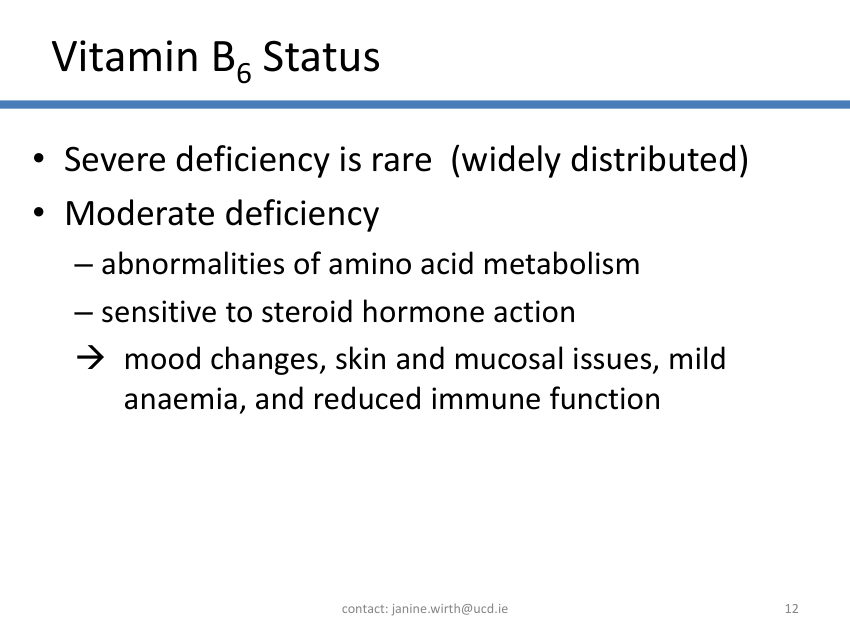 Vitamin B₆ Status
• Severe deficiency is rare  (widely distributed)
• Moderate deficiency
– abnormalities of amino acid metabolism
– sensitive to steroid hormone action
→ mood changes, skin and mucosal issues, mild
anaemia, and reduced immune function
contact: janine.wirth@ucd.ie
12